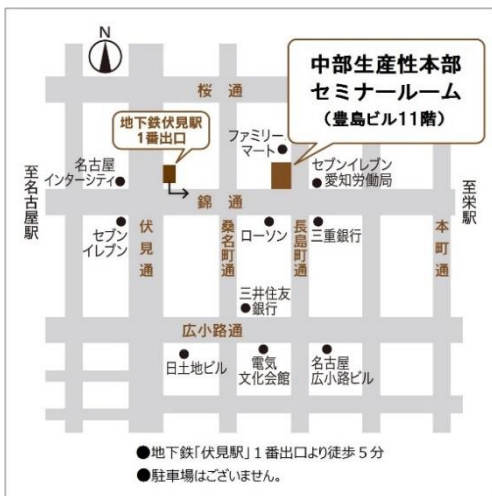 N
中部生産性本部
セミナールーム
（豊島ビル11階）
桜通
地下鉄伏見駅
1番出口
ファミリー
マート
名古屋
インターシティ
セブンイレブン
愛知労働局
至名古屋駅
至栄駅
錦通
セブン
イレブン
伏見通
桑名町通
ローソン
長島町通
三重銀行
本町通
三井住友
銀行
広小路通
日土地ビル
電気
文化会館
名古屋
広小路ビル
●地下鉄「伏見駅」1番出口より徒歩5分
●駐車場はございません。